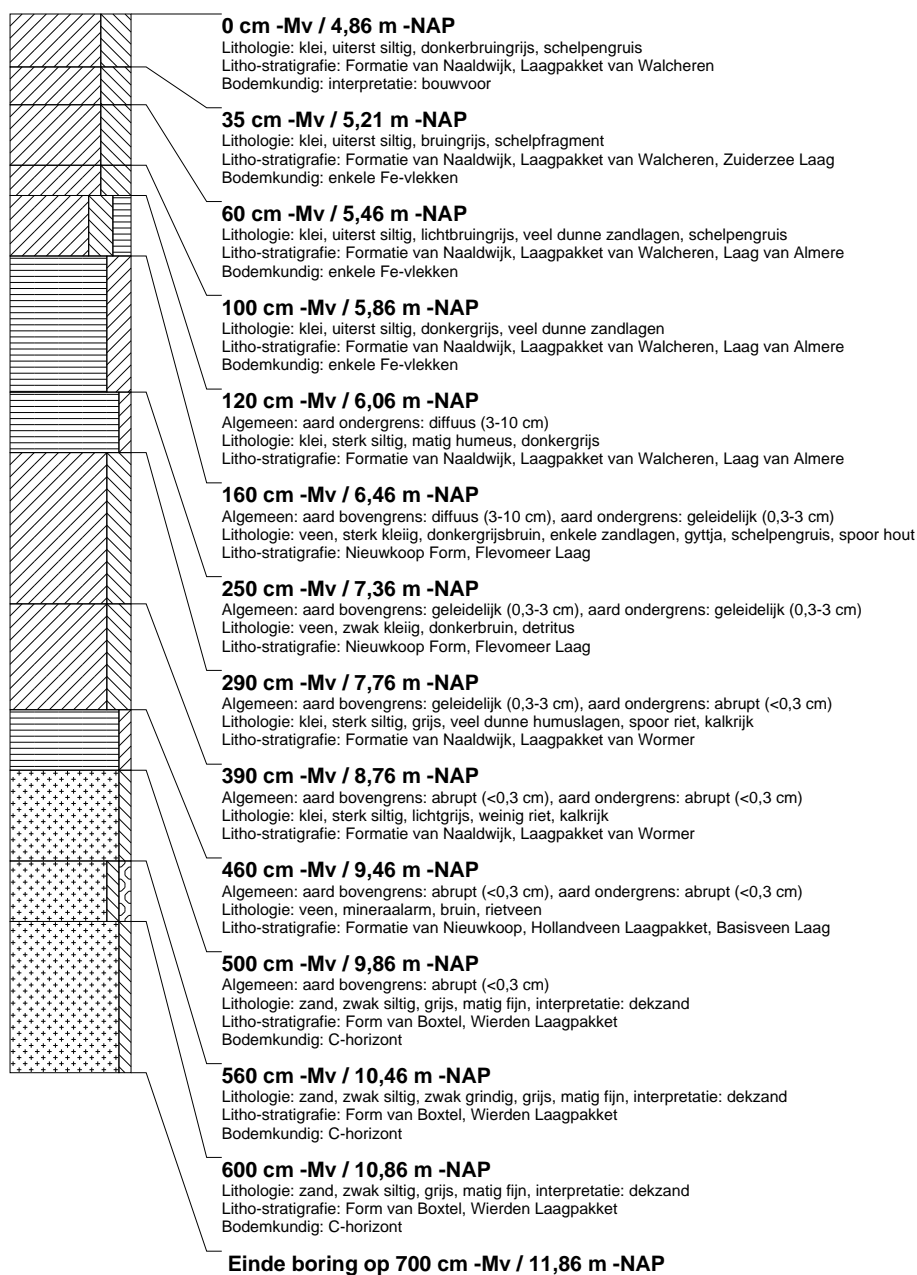 0 cm -Mv / 4,86 m -NAP
Lithologie: klei, uiterst siltig, donkerbruingrijs, schelpengruis
Litho-stratigrafie: Formatie van Naaldwijk, Laagpakket van Walcheren
Bodemkundig: interpretatie: bouwvoor
35 cm -Mv / 5,21 m -NAP
Lithologie: klei, uiterst siltig, bruingrijs, schelpfragment
Litho-stratigrafie: Formatie van Naaldwijk, Laagpakket van Walcheren, Zuiderzee Laag
Bodemkundig: enkele Fe-vlekken
60 cm -Mv / 5,46 m -NAP
Lithologie: klei, uiterst siltig, lichtbruingrijs, veel dunne zandlagen, schelpengruis
Litho-stratigrafie: Formatie van Naaldwijk, Laagpakket van Walcheren, Laag van Almere
Bodemkundig: enkele Fe-vlekken
100 cm -Mv / 5,86 m -NAP
Lithologie: klei, uiterst siltig, donkergrijs, veel dunne zandlagen
Litho-stratigrafie: Formatie van Naaldwijk, Laagpakket van Walcheren, Laag van Almere
Bodemkundig: enkele Fe-vlekken
120 cm -Mv / 6,06 m -NAP
Algemeen: aard ondergrens: diffuus (3-10 cm)
Lithologie: klei, sterk siltig, matig humeus, donkergrijs
Litho-stratigrafie: Formatie van Naaldwijk, Laagpakket van Walcheren, Laag van Almere
160 cm -Mv / 6,46 m -NAP
Algemeen: aard bovengrens: diffuus (3-10 cm), aard ondergrens: geleidelijk (0,3-3 cm)
Lithologie: veen, sterk kleiig, donkergrijsbruin, enkele zandlagen, gyttja, schelpengruis, spoor hout
Litho-stratigrafie: Nieuwkoop Form, Flevomeer Laag
250 cm -Mv / 7,36 m -NAP
Algemeen: aard bovengrens: geleidelijk (0,3-3 cm), aard ondergrens: geleidelijk (0,3-3 cm)
Lithologie: veen, zwak kleiig, donkerbruin, detritus
Litho-stratigrafie: Nieuwkoop Form, Flevomeer Laag
290 cm -Mv / 7,76 m -NAP
Algemeen: aard bovengrens: geleidelijk (0,3-3 cm), aard ondergrens: abrupt (<0,3 cm)
Lithologie: klei, sterk siltig, grijs, veel dunne humuslagen, spoor riet, kalkrijk
Litho-stratigrafie: Formatie van Naaldwijk, Laagpakket van Wormer
390 cm -Mv / 8,76 m -NAP
Algemeen: aard bovengrens: abrupt (<0,3 cm), aard ondergrens: abrupt (<0,3 cm)
Lithologie: klei, sterk siltig, lichtgrijs, weinig riet, kalkrijk
Litho-stratigrafie: Formatie van Naaldwijk, Laagpakket van Wormer
460 cm -Mv / 9,46 m -NAP
Algemeen: aard bovengrens: abrupt (<0,3 cm), aard ondergrens: abrupt (<0,3 cm)
Lithologie: veen, mineraalarm, bruin, rietveen
Litho-stratigrafie: Formatie van Nieuwkoop, Hollandveen Laagpakket, Basisveen Laag
500 cm -Mv / 9,86 m -NAP
Algemeen: aard bovengrens: abrupt (<0,3 cm)
Lithologie: zand, zwak siltig, grijs, matig fijn, interpretatie: dekzand
Litho-stratigrafie: Form van Boxtel, Wierden Laagpakket
Bodemkundig: C-horizont
560 cm -Mv / 10,46 m -NAP
Lithologie: zand, zwak siltig, zwak grindig, grijs, matig fijn, interpretatie: dekzand
Litho-stratigrafie: Form van Boxtel, Wierden Laagpakket
Bodemkundig: C-horizont
600 cm -Mv / 10,86 m -NAP
Lithologie: zand, zwak siltig, grijs, matig fijn, interpretatie: dekzand
Litho-stratigrafie: Form van Boxtel, Wierden Laagpakket
Bodemkundig: C-horizont
Einde boring op 700 cm -Mv / 11,86 m -NAP